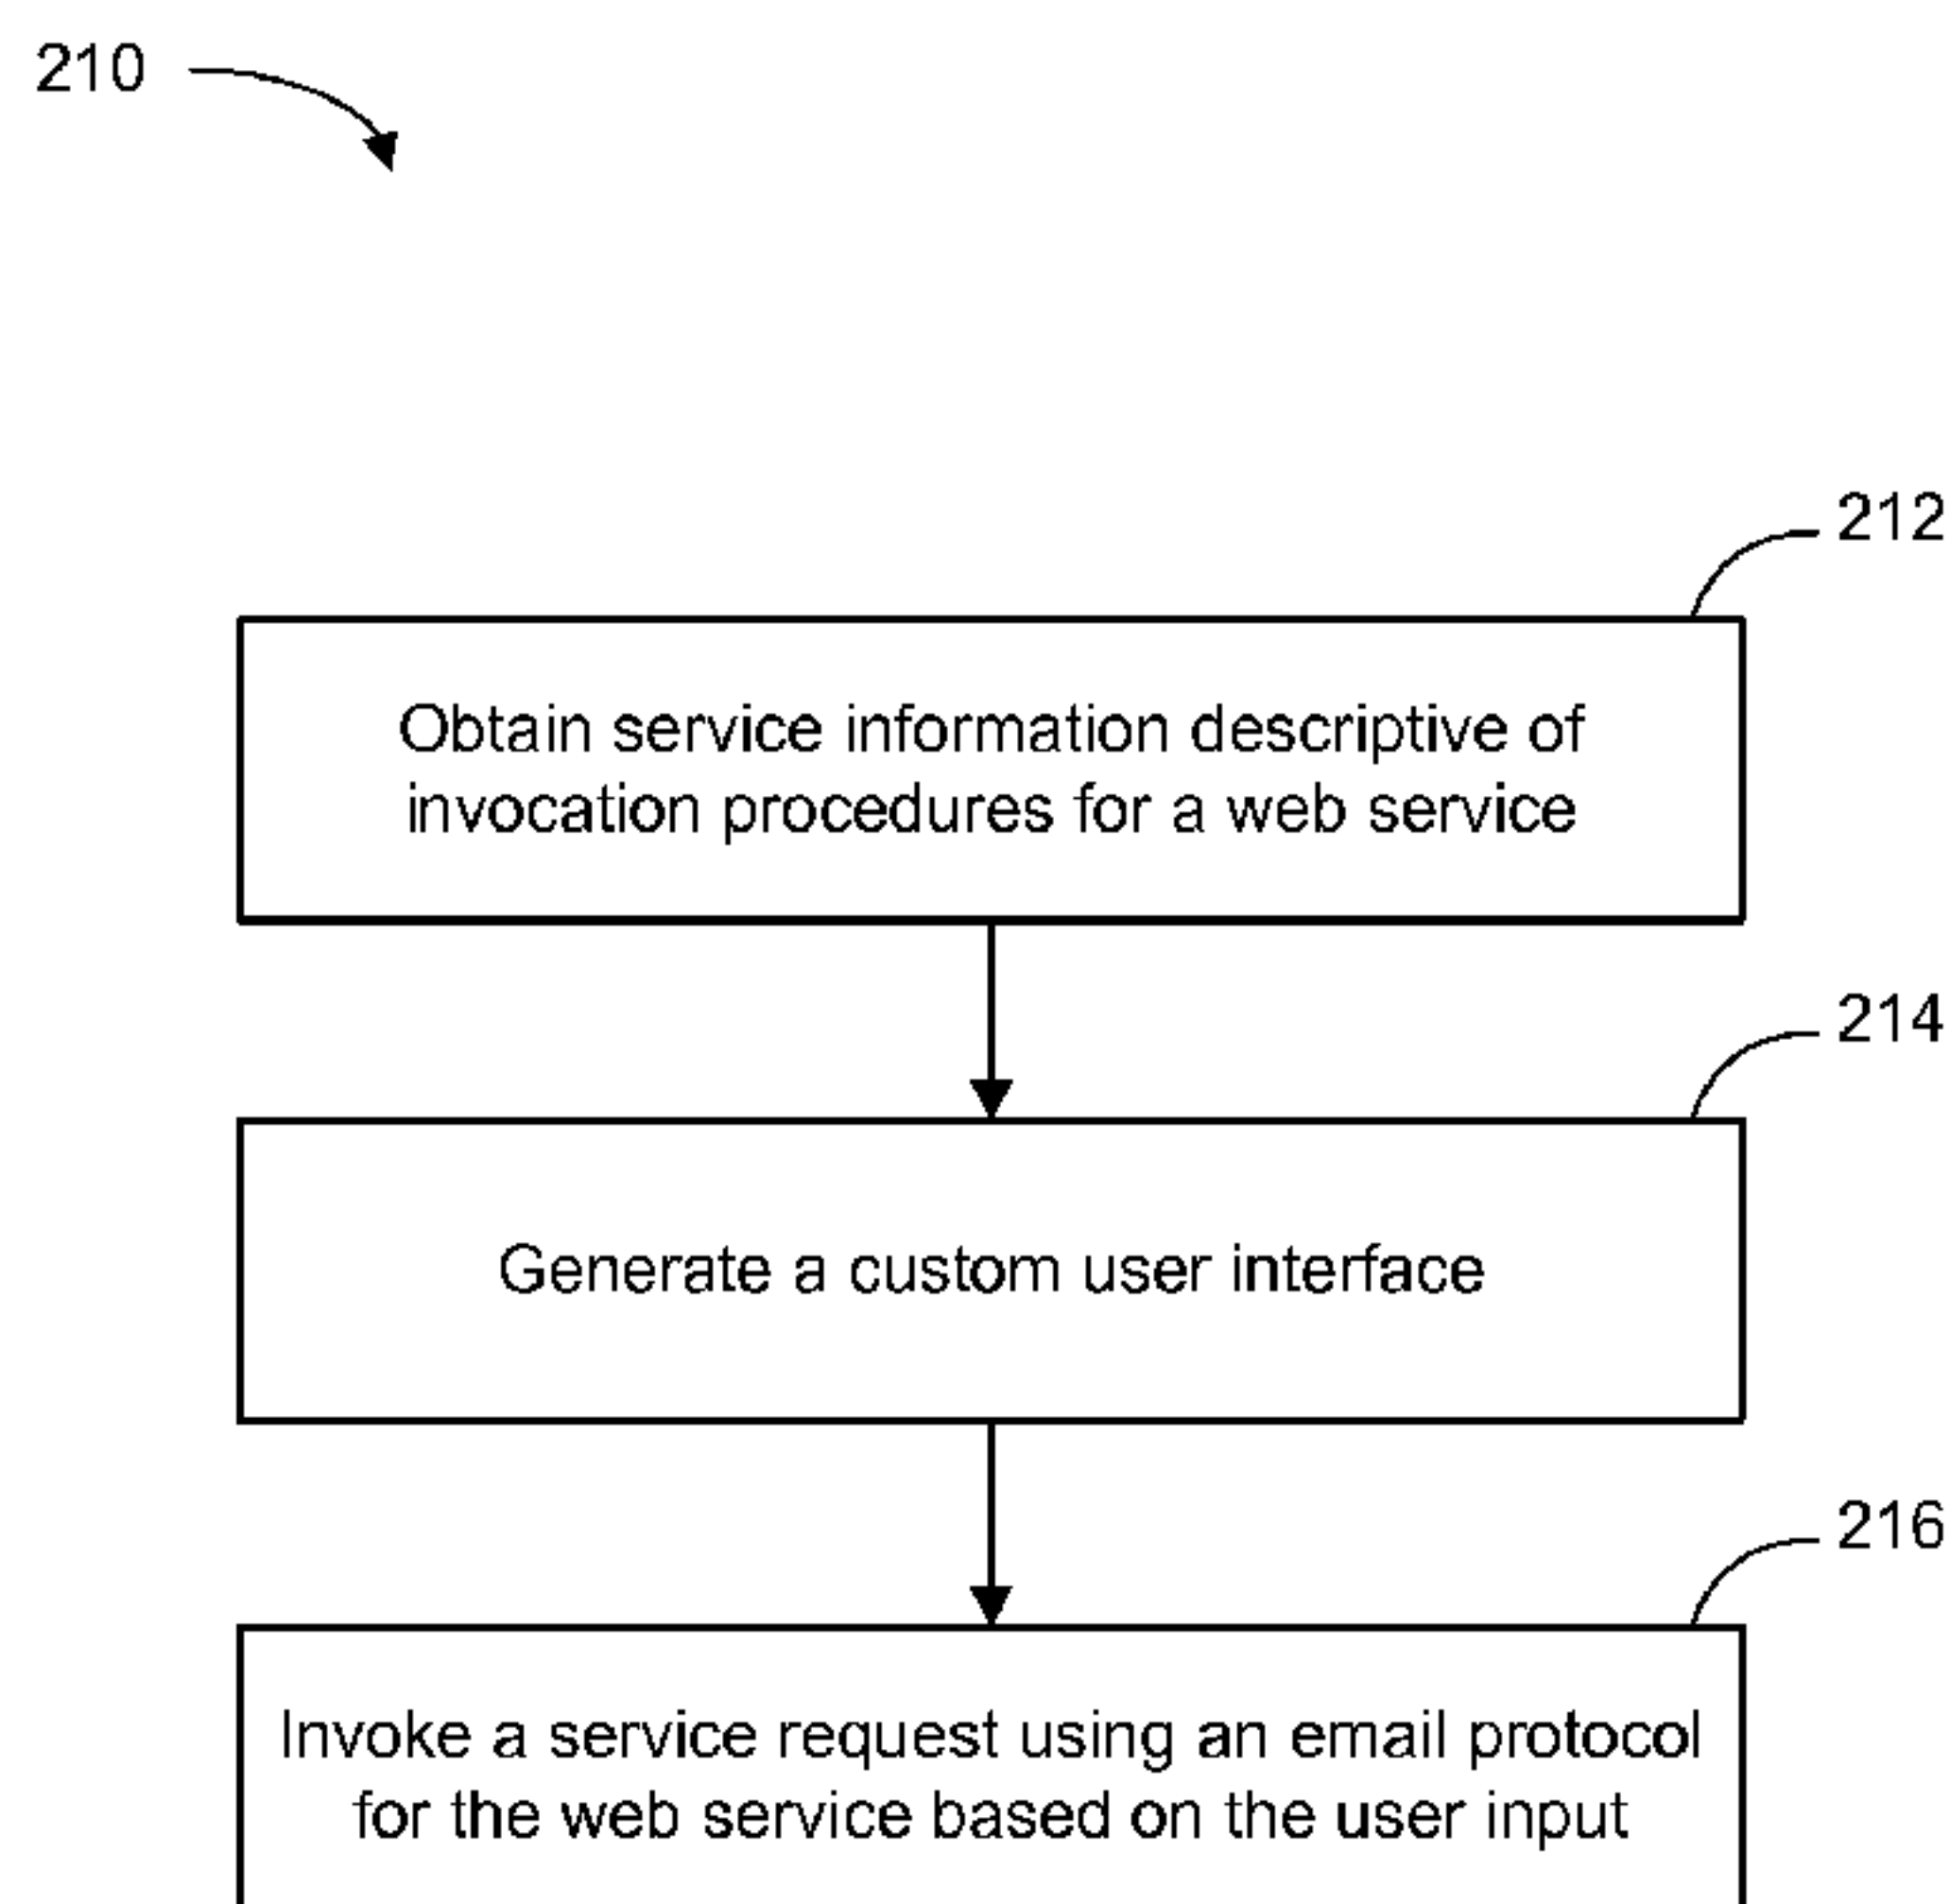 210
212
Obtain service information descriptive of
invocation procedures for a web service
214
Generate a custom user interface
216
Invoke a service request using an email protocol
for the web service based on the user input